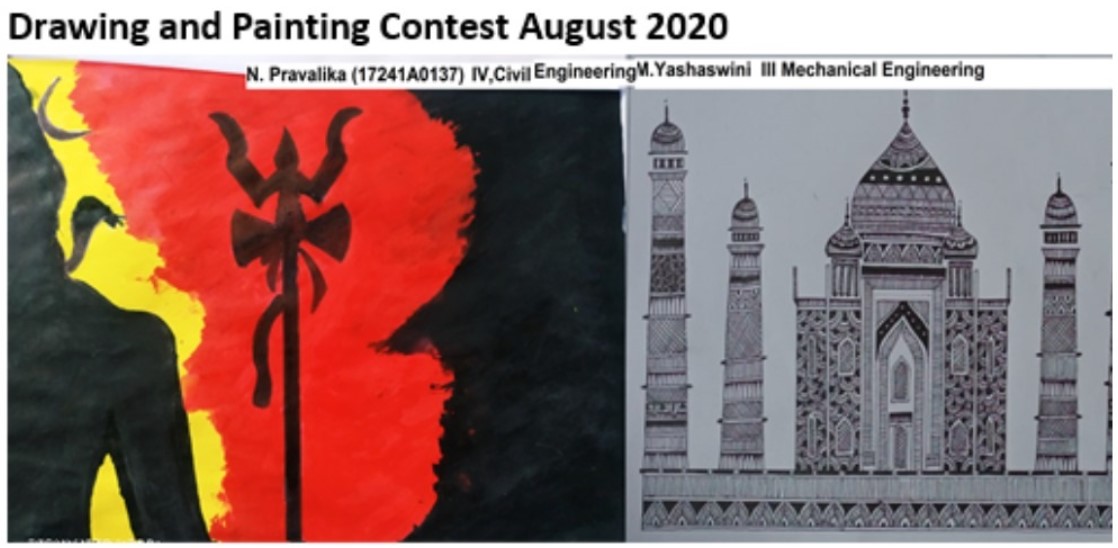 Drawing and Painting Contest August 2020
N. Pravalika (17241A0137) IV,Civil Engineering
M.Yashaswini III Mechanical Engineering